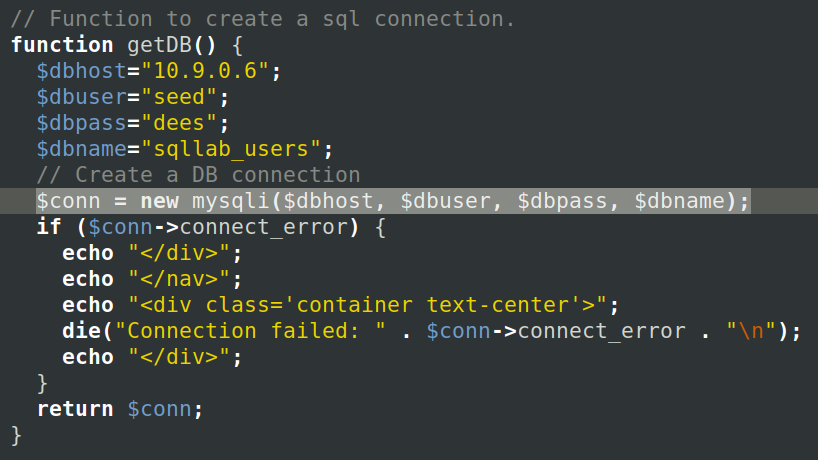 // Function to create a sql connection.
function getDB() {
  $dbhost="10.9.0.6";
  $dbuser="seed";
  $dbpass="dees";
  $dbname="sqllab_users";
  // Create a DB connection
  $conn = new mysqli($dbhost, $dbuser, $dbpass, $dbname);
  if ($conn->connect_error) {
    echo "</div>";
    echo "</nav>";
    echo "<div class='container text-center'>";
    die("Connection failed: " . $conn->connect_error . "\n");
    echo "</div>";
  }
  return $conn;
}